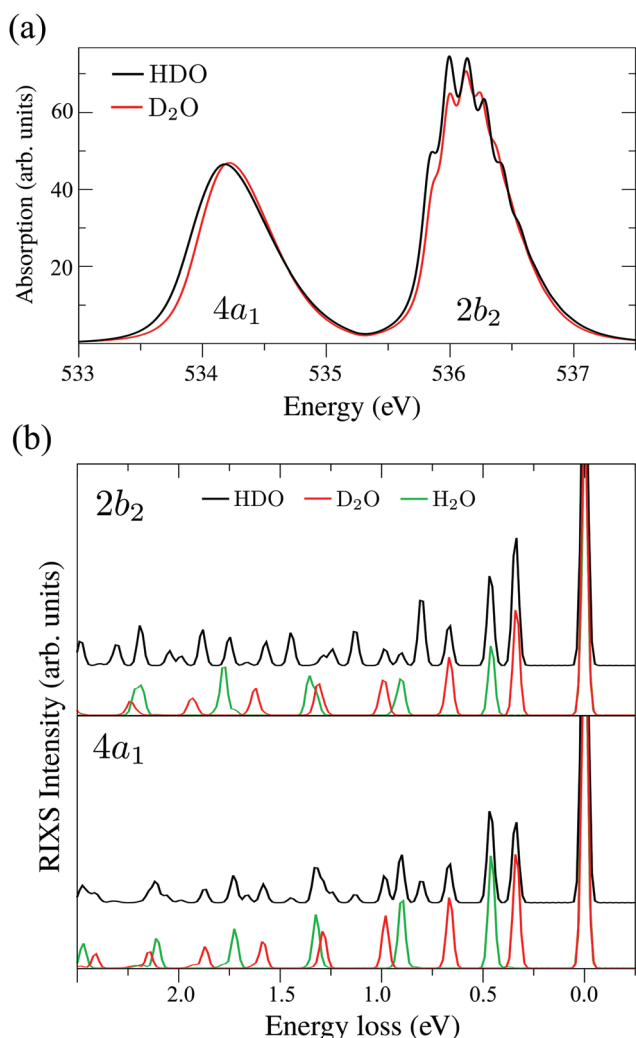 (a)
HDO
D₂O
60
40
20
Absorption (arb. units)
4a₁
2b₂
533 534 535 536 537
Energy (eV)
(b)
2b₂
HDO D₂O H₂O
4a₁
RIXS Intensity (arb. units)
2.0 1.5 1.0 0.5 0.0
Energy loss (eV)